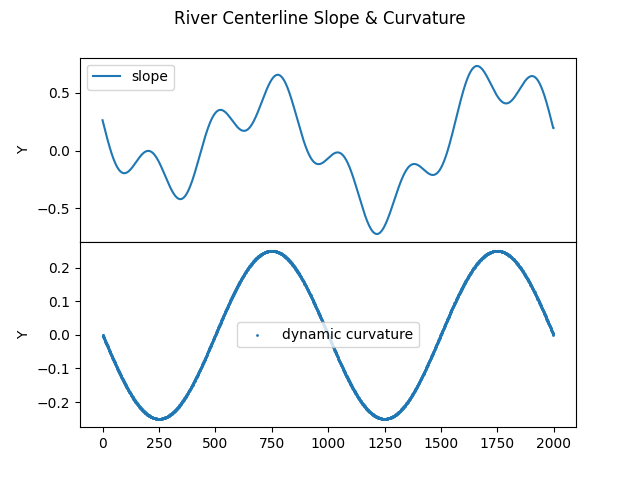 River Centerline Slope & Curvature
slope
0.5
0.0
−0.5
Y
dynamic curvature
0.2
0.1
0.0
−0.1
−0.2
Y
0 250 500 750 1000 1250 1500 1750 2000